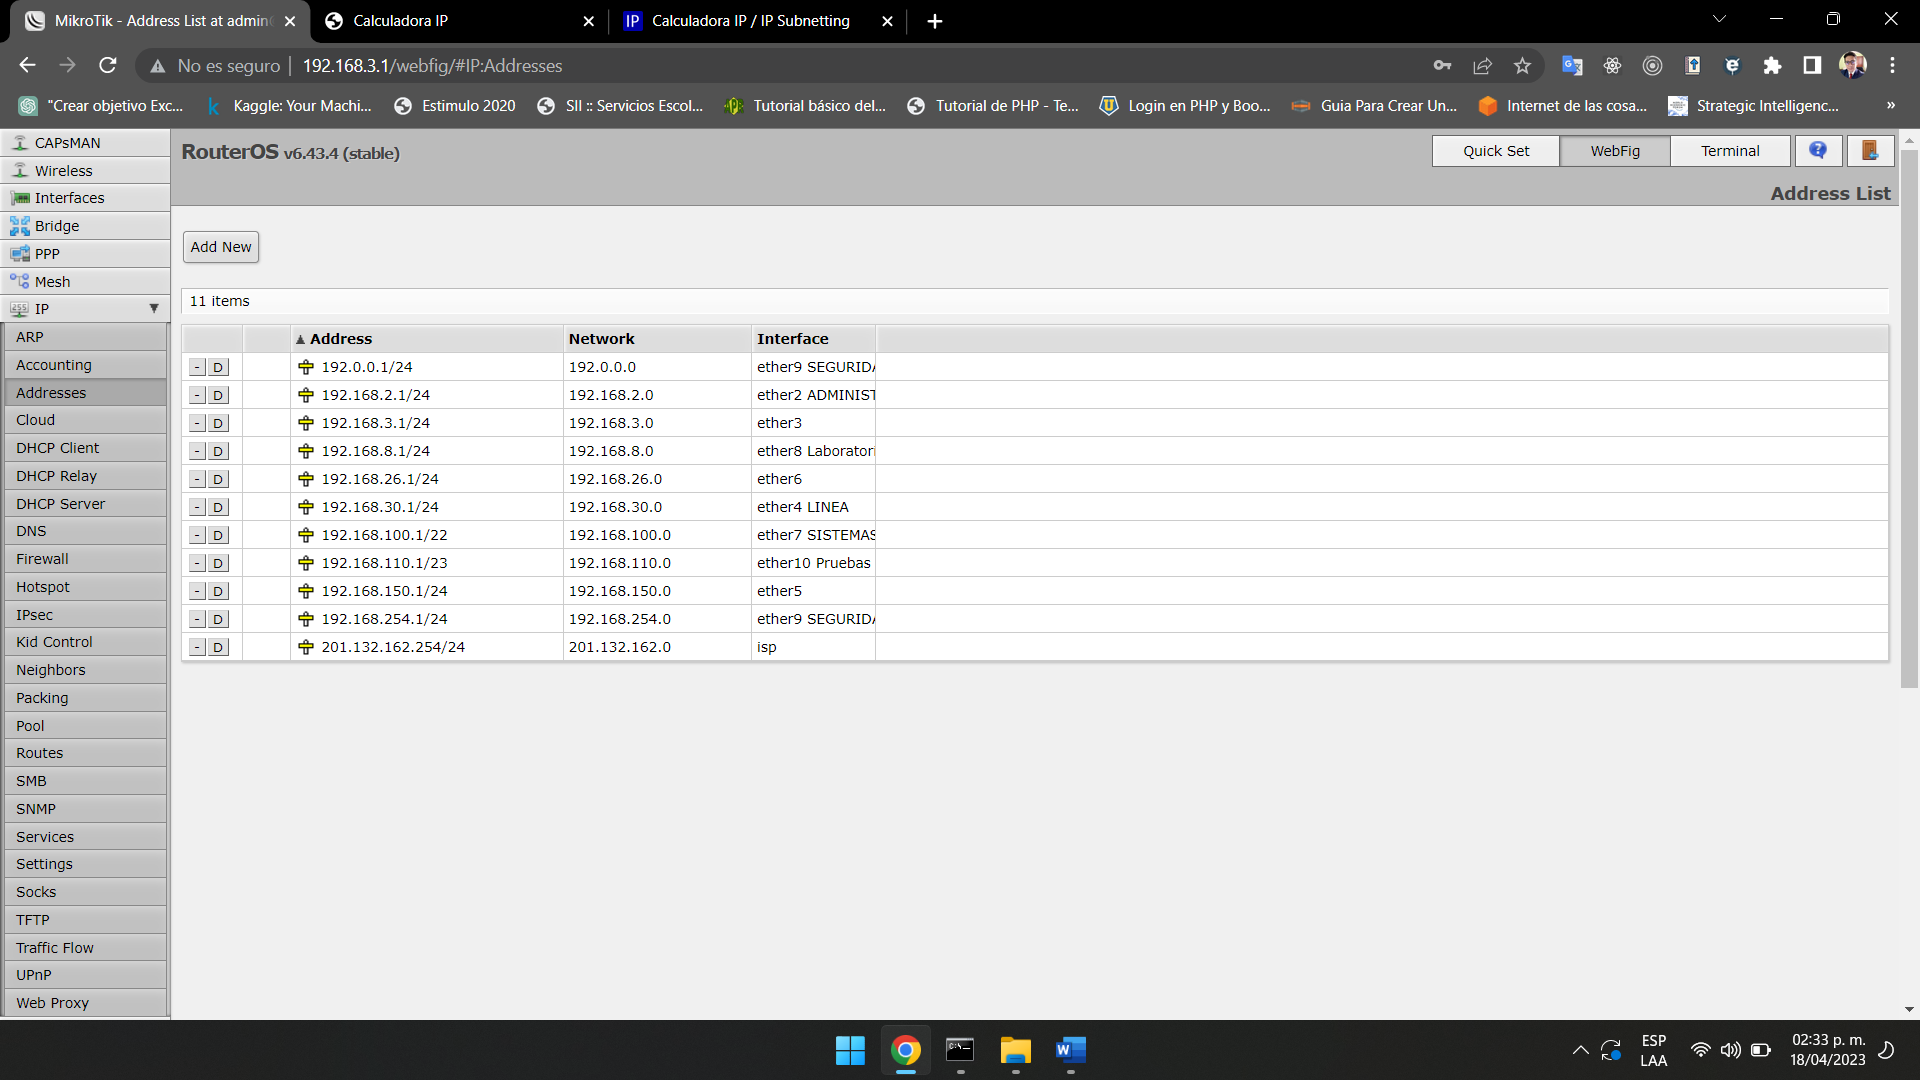 MikroTik - Address List at admin
Calculadora IP
IP Calculadora IP / IP Subnetting
No es seguro | 192.168.3.1/webfig/#IP:Addresses
"Crear objetivo Exc...
Kaggle: Your Machi...
Estimulo 2020
SII :: Servicios Escol...
Tutorial básico del...
Tutorial de PHP - Te...
Login en PHP y Boo...
Guia Para Crear Un...
Internet de las cosa...
Strategic Intelligenc...
»
CAPsMAN
Wireless
Interfaces
Bridge
PPP
Mesh
255 IP ▼
ARP
Accounting
Addresses
Cloud
DHCP Client
DHCP Relay
DHCP Server
DNS
Firewall
Hotspot
IPsec
Kid Control
Neighbors
Packing
Pool
Routes
SMB
SNMP
Services
Settings
Socks
TFTP
Traffic Flow
UPnP
Web Proxy
RouterOS v6.43.4 (stable)
Quick Set
WebFig
Terminal
Address List
Add New
11 items
▲ Address Network Interface
- D 192.0.0.1/24 192.0.0.0 ether9 SEGURIDA
- D 192.168.2.1/24 192.168.2.0 ether2 ADMINIST
- D 192.168.3.1/24 192.168.3.0 ether3
- D 192.168.8.1/24 192.168.8.0 ether8 Laboratori
- D 192.168.26.1/24 192.168.26.0 ether6
- D 192.168.30.1/24 192.168.30.0 ether4 LINEA
- D 192.168.100.1/22 192.168.100.0 ether7 SISTEMAS
- D 192.168.110.1/23 192.168.110.0 ether10 Pruebas
- D 192.168.150.1/24 192.168.150.0 ether5
- D 192.168.254.1/24 192.168.254.0 ether9 SEGURIDA
- D 201.132.162.254/24 201.132.162.0 isp
ESP
LAA
02:33 p. m.
18/04/2023